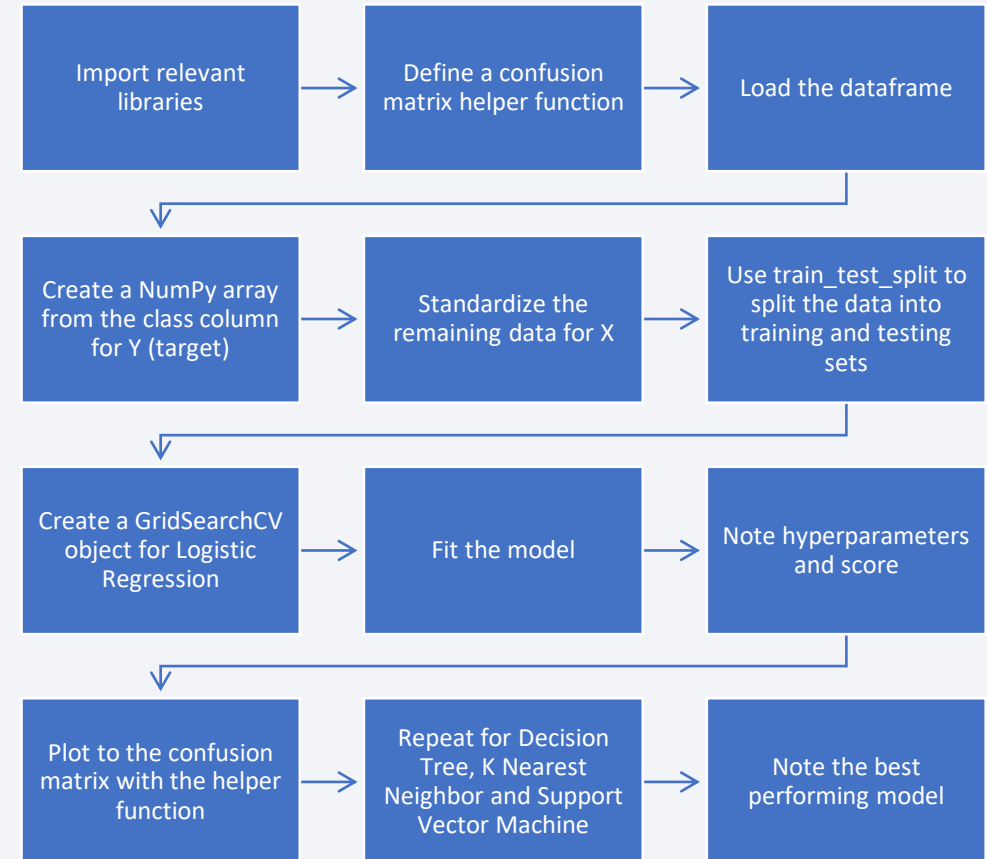 Import relevant
libraries
Define a confusion
matrix helper function
Load the dataframe
Create a NumPy array
from the class column
for Y (target)
Standardize the
remaining data for X
Use train_test_split to
split the data into
training and testing
sets
Create a GridSearchCV
object for Logistic
Regression
Fit the model
Note hyperparameters
and score
Plot to the confusion
matrix with the helper
function
Repeat for Decision
Tree, K Nearest
Neighbor and Support
Vector Machine
Note the best
performing model